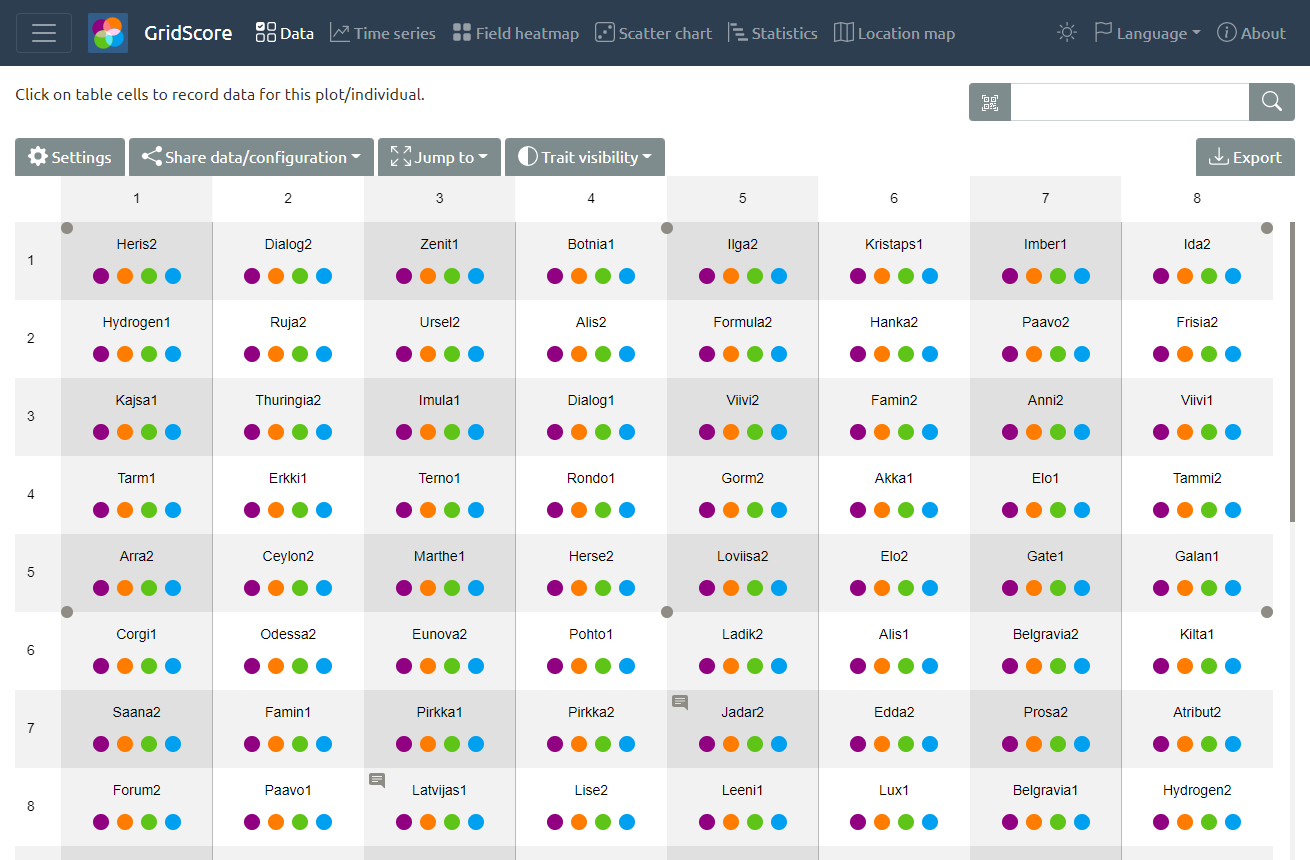 GridScore Data Time series Field heatmap Scatter chart Statistics Location map Language About
Click on table cells to record data for this plot/individual.
Settings Share data/configuration Jump to Trait visibility Export
1 2 3 4 5 6 7 8
1 Heris2 Dialog2 Zenit1 Botnia1 Ilga2 Kristaps1 Imber1 Ida2
2 Hydrogen1 Ruja2 Ursel2 Alis2 Formula2 Hanka2 Paavo2 Frisia2
3 Kajsa1 Thuringia2 Imula1 Dialog1 Viivi2 Famin2 Anni2 Viivi1
4 Tarm1 Erkki1 Terno1 Rondo1 Gorm2 Akka1 Elo1 Tammi2
5 Arra2 Ceylon2 Marthe1 Herse2 Loviisa2 Elo2 Gate1 Galan1
6 Corgi1 Odessa2 Eunova2 Pohto1 Ladik2 Alis1 Belgravia2 Kilta1
7 Saana2 Famin1 Pirkka1 Pirkka2 Jadar2 Edda2 Prosa2 Atribut2
8 Forum2 Paavo1 Latvijas1 Lise2 Leeni1 Lux1 Belgravia1 Hydrogen2